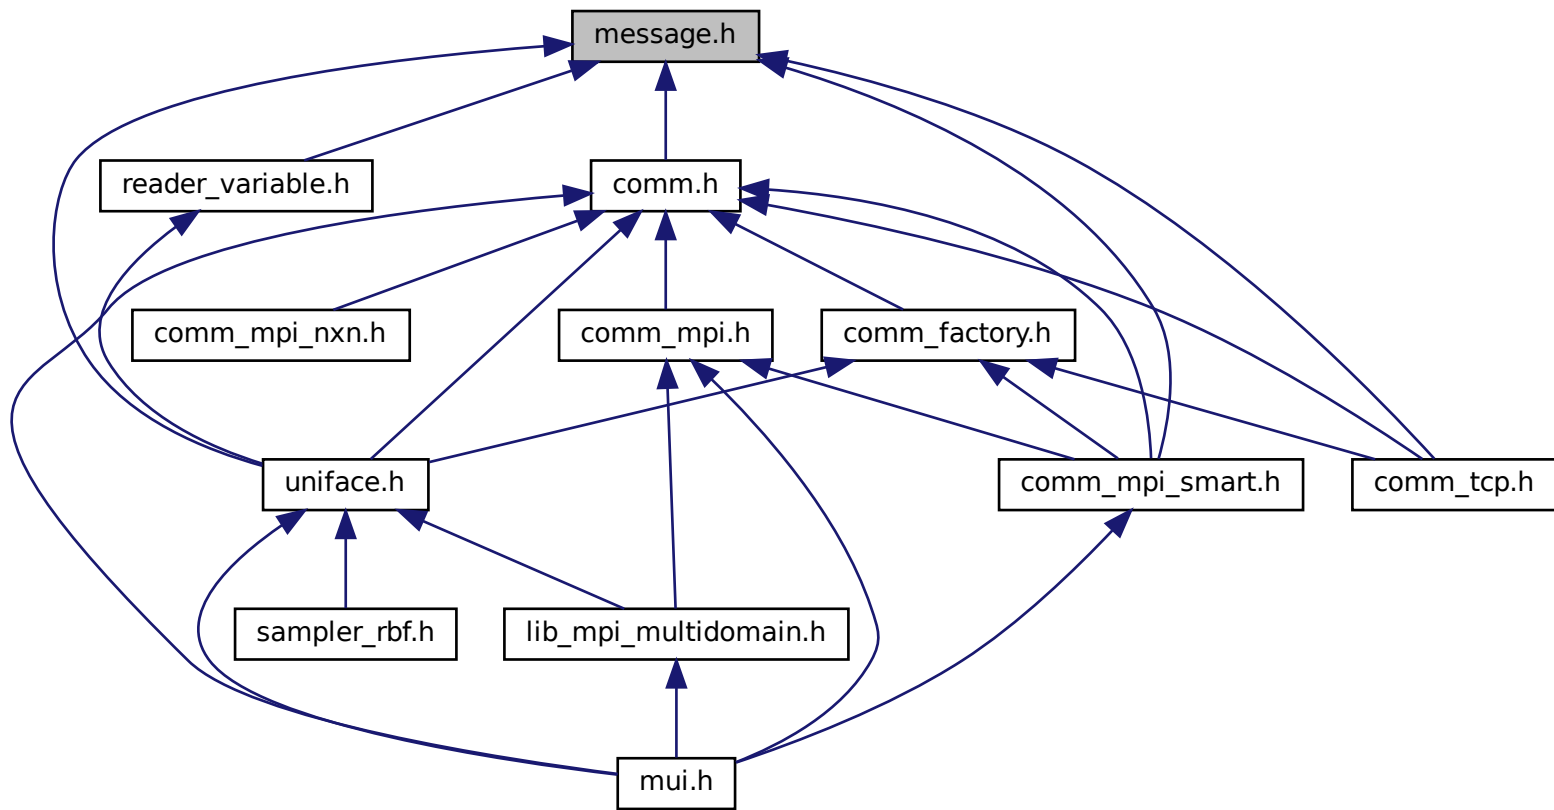 message.h
reader_variable.h
comm.h
comm_mpi_nxn.h
comm_mpi.h
comm_factory.h
uniface.h
comm_mpi_smart.h
comm_tcp.h
sampler_rbf.h
lib_mpi_multidomain.h
mui.h